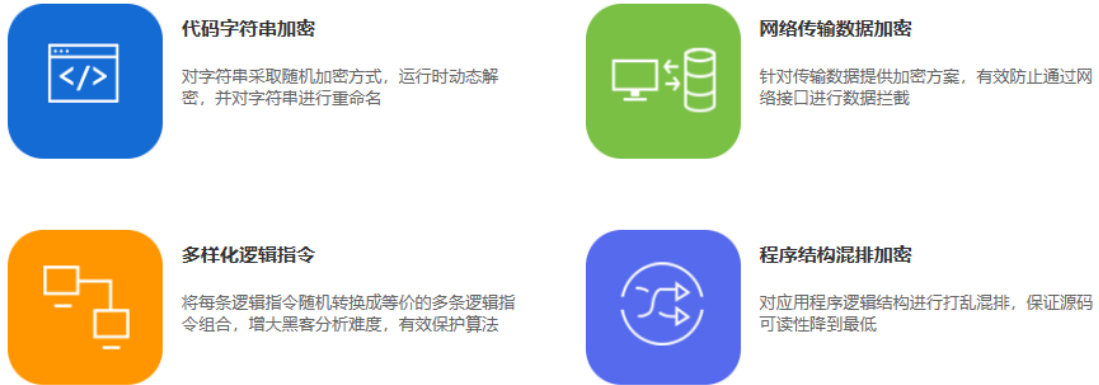 代码字符串加密
对字符串采取随机加密方式，运行时动态解
密，并对字符串进行重命名
网络传输数据加密
针对传输数据提供加密方案，有效防止通过网
络接口进行数据拦截
多样化逻辑指令
将每条逻辑指令随机转换成等价的多条逻辑指
令组合，增大黑客分析难度，有效保护算法
程序结构混排加密
对应用程序逻辑结构进行打乱混排，保证源码
可读性降到最低